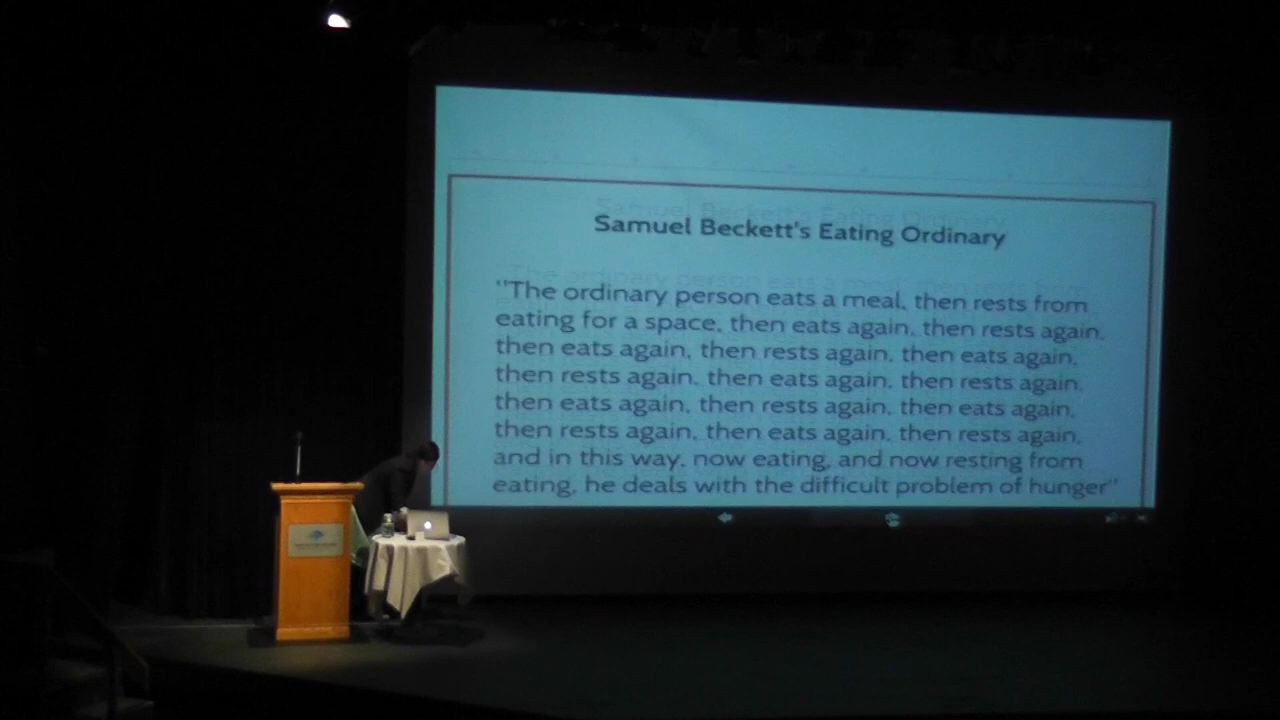 Samuel Beckett's Eating Ordinary
"The ordinary person eats a meal, then rests from
eating for a space, then eats again, then rests again,
then eats again, then rests again, then eats again,
then rests again, then eats again, then rests again,
then eats again, then rests again, then eats again,
then rests again, then eats again, then rests again,
and in this way, now eating, and now resting from
eating, he deals with the difficult problem of hunger"